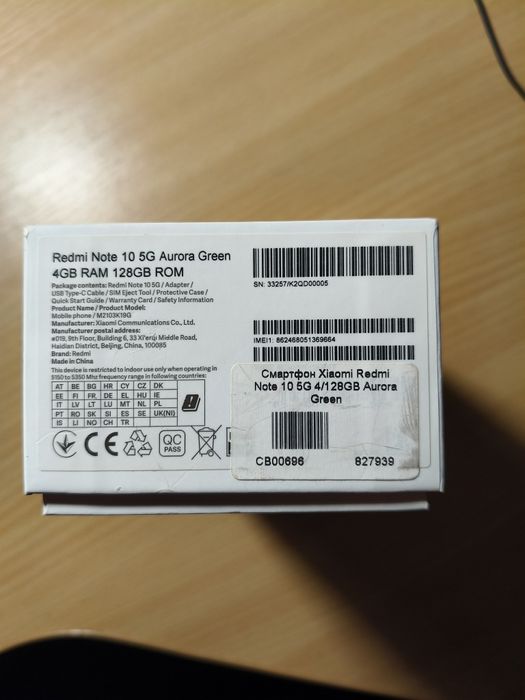 Redmi Note 10 5G Aurora Green
4GB RAM 128GB ROM
Package contents: Redmi Note 10 5G / Adapter /
USB Type-C Cable / SIM Eject Tool / Protective Case /
Quick Start Guide / Warranty Card / Safety Information
Product Name / Product Model:
Mobile phone / M2103K19G
Manufacturer: Xiaomi Communications Co., Ltd.
Manufacturer postal address:
#019, 9th Floor, Building 6, 33 Xi'erqi Middle Road,
Haidian District, Beijing, China, 100085
Brand: Redmi
Made in China
This device is restricted to indoor use only when operating in
5150 to 5350 Mhz frequency range in following countries:
AT BE BG HR CY CZ DK
EE FI FR DE EL HU IE
IT LV LT LU MT NL PL
PT RO SK SI ES SE UK(NI)
IS LI NO CH TR
CE
QC
PASS
SN: 33257/K2QD00005
IMEI1: 862468051369664
Смартфон Xiaomi Redmi
Note 10 5G 4/128GB Aurora
Green
CB00696 827939